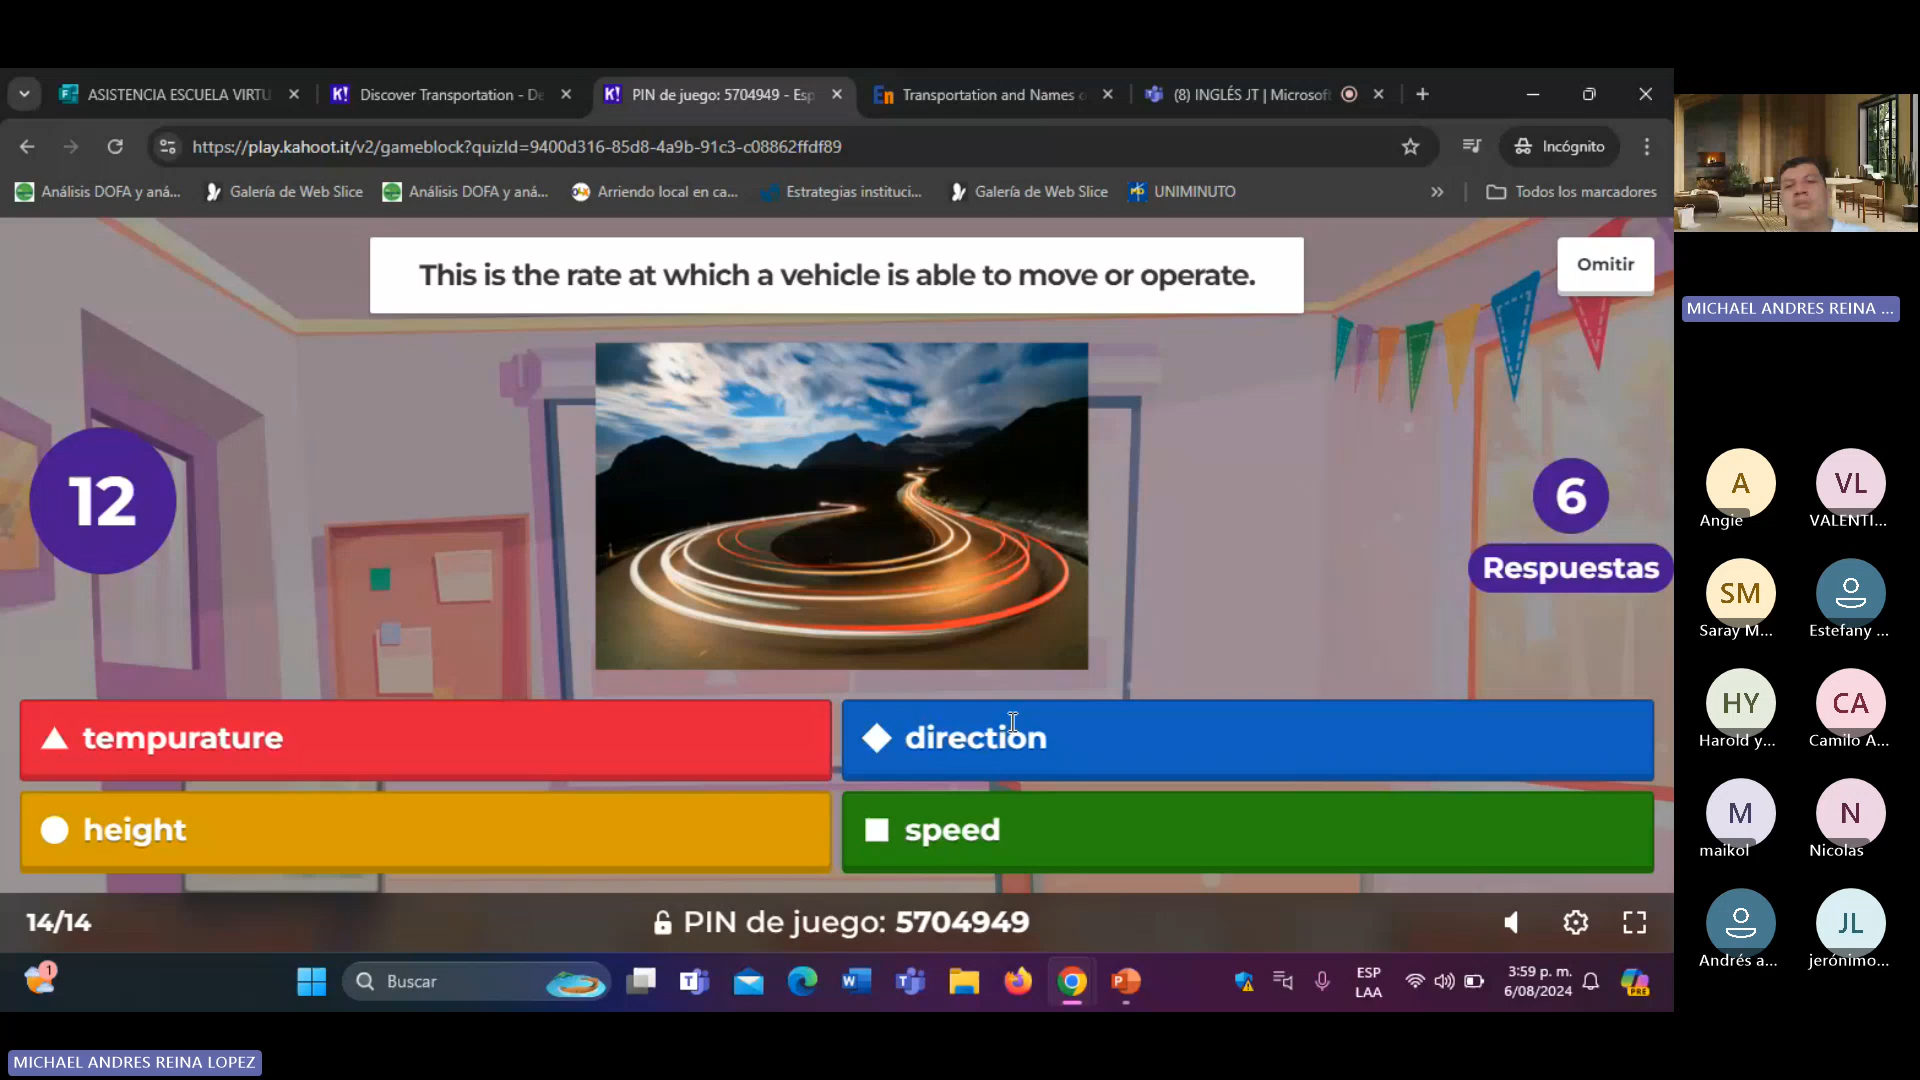 ASISTENCIA ESCUELA VIRTU
Discover Transportation - De
PIN de juego: 5704949 - Esp
Transportation and Names o
(8) INGLÉS JT | Microsoft
https://play.kahoot.it/v2/gameblock?quizId=9400d316-85d8-4a9b-91c3-c08862ffdf89
Incógnito
Análisis DOFA y aná...
Galería de Web Slice
Análisis DOFA y aná...
Arriendo local en ca...
Estrategias instituci...
Galería de Web Slice
UNIMINUTO
Todos los marcadores
This is the rate at which a vehicle is able to move or operate.
Omitir
MICHAEL ANDRES REINA ...
12
6
Respuestas
tempurature
direction
height
speed
14/14
PIN de juego: 5704949
A
Angie
VL
VALENTI...
SM
Saray M...
Estefany ...
HY
Harold y...
CA
Camilo A...
M
maikol
N
Nicolas
Andrés a...
JL
jerónimo...
1
Buscar
ESP
LAA
3:59 p. m.
6/08/2024
PRE
MICHAEL ANDRES REINA LOPEZ